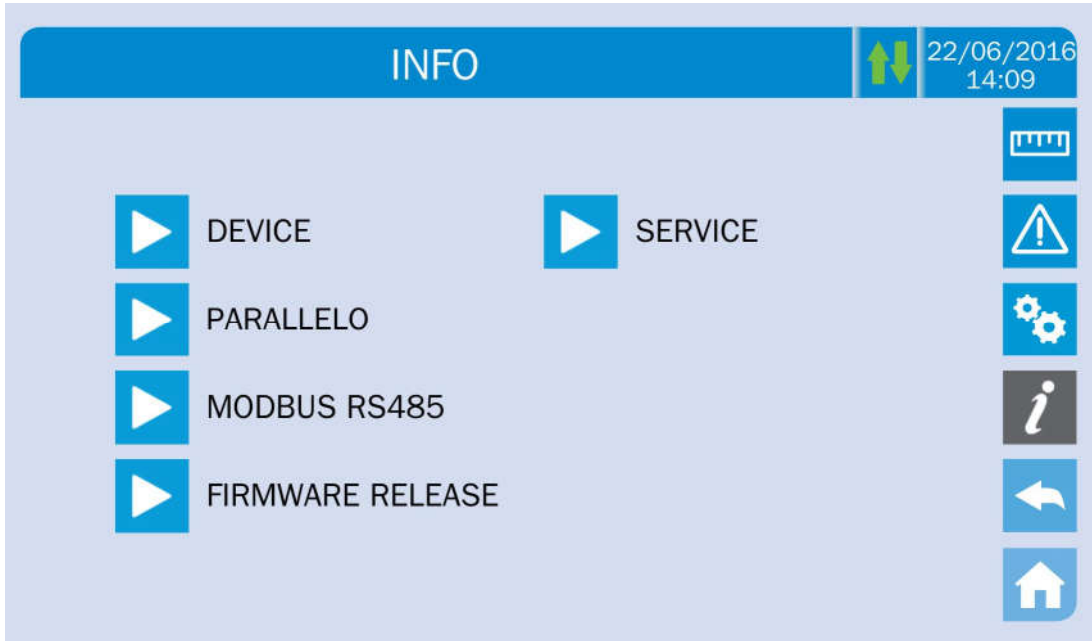 INFO
22/06/2016
14:09
DEVICE
SERVICE
PARALLELO
MODBUS RS485
FIRMWARE RELEASE